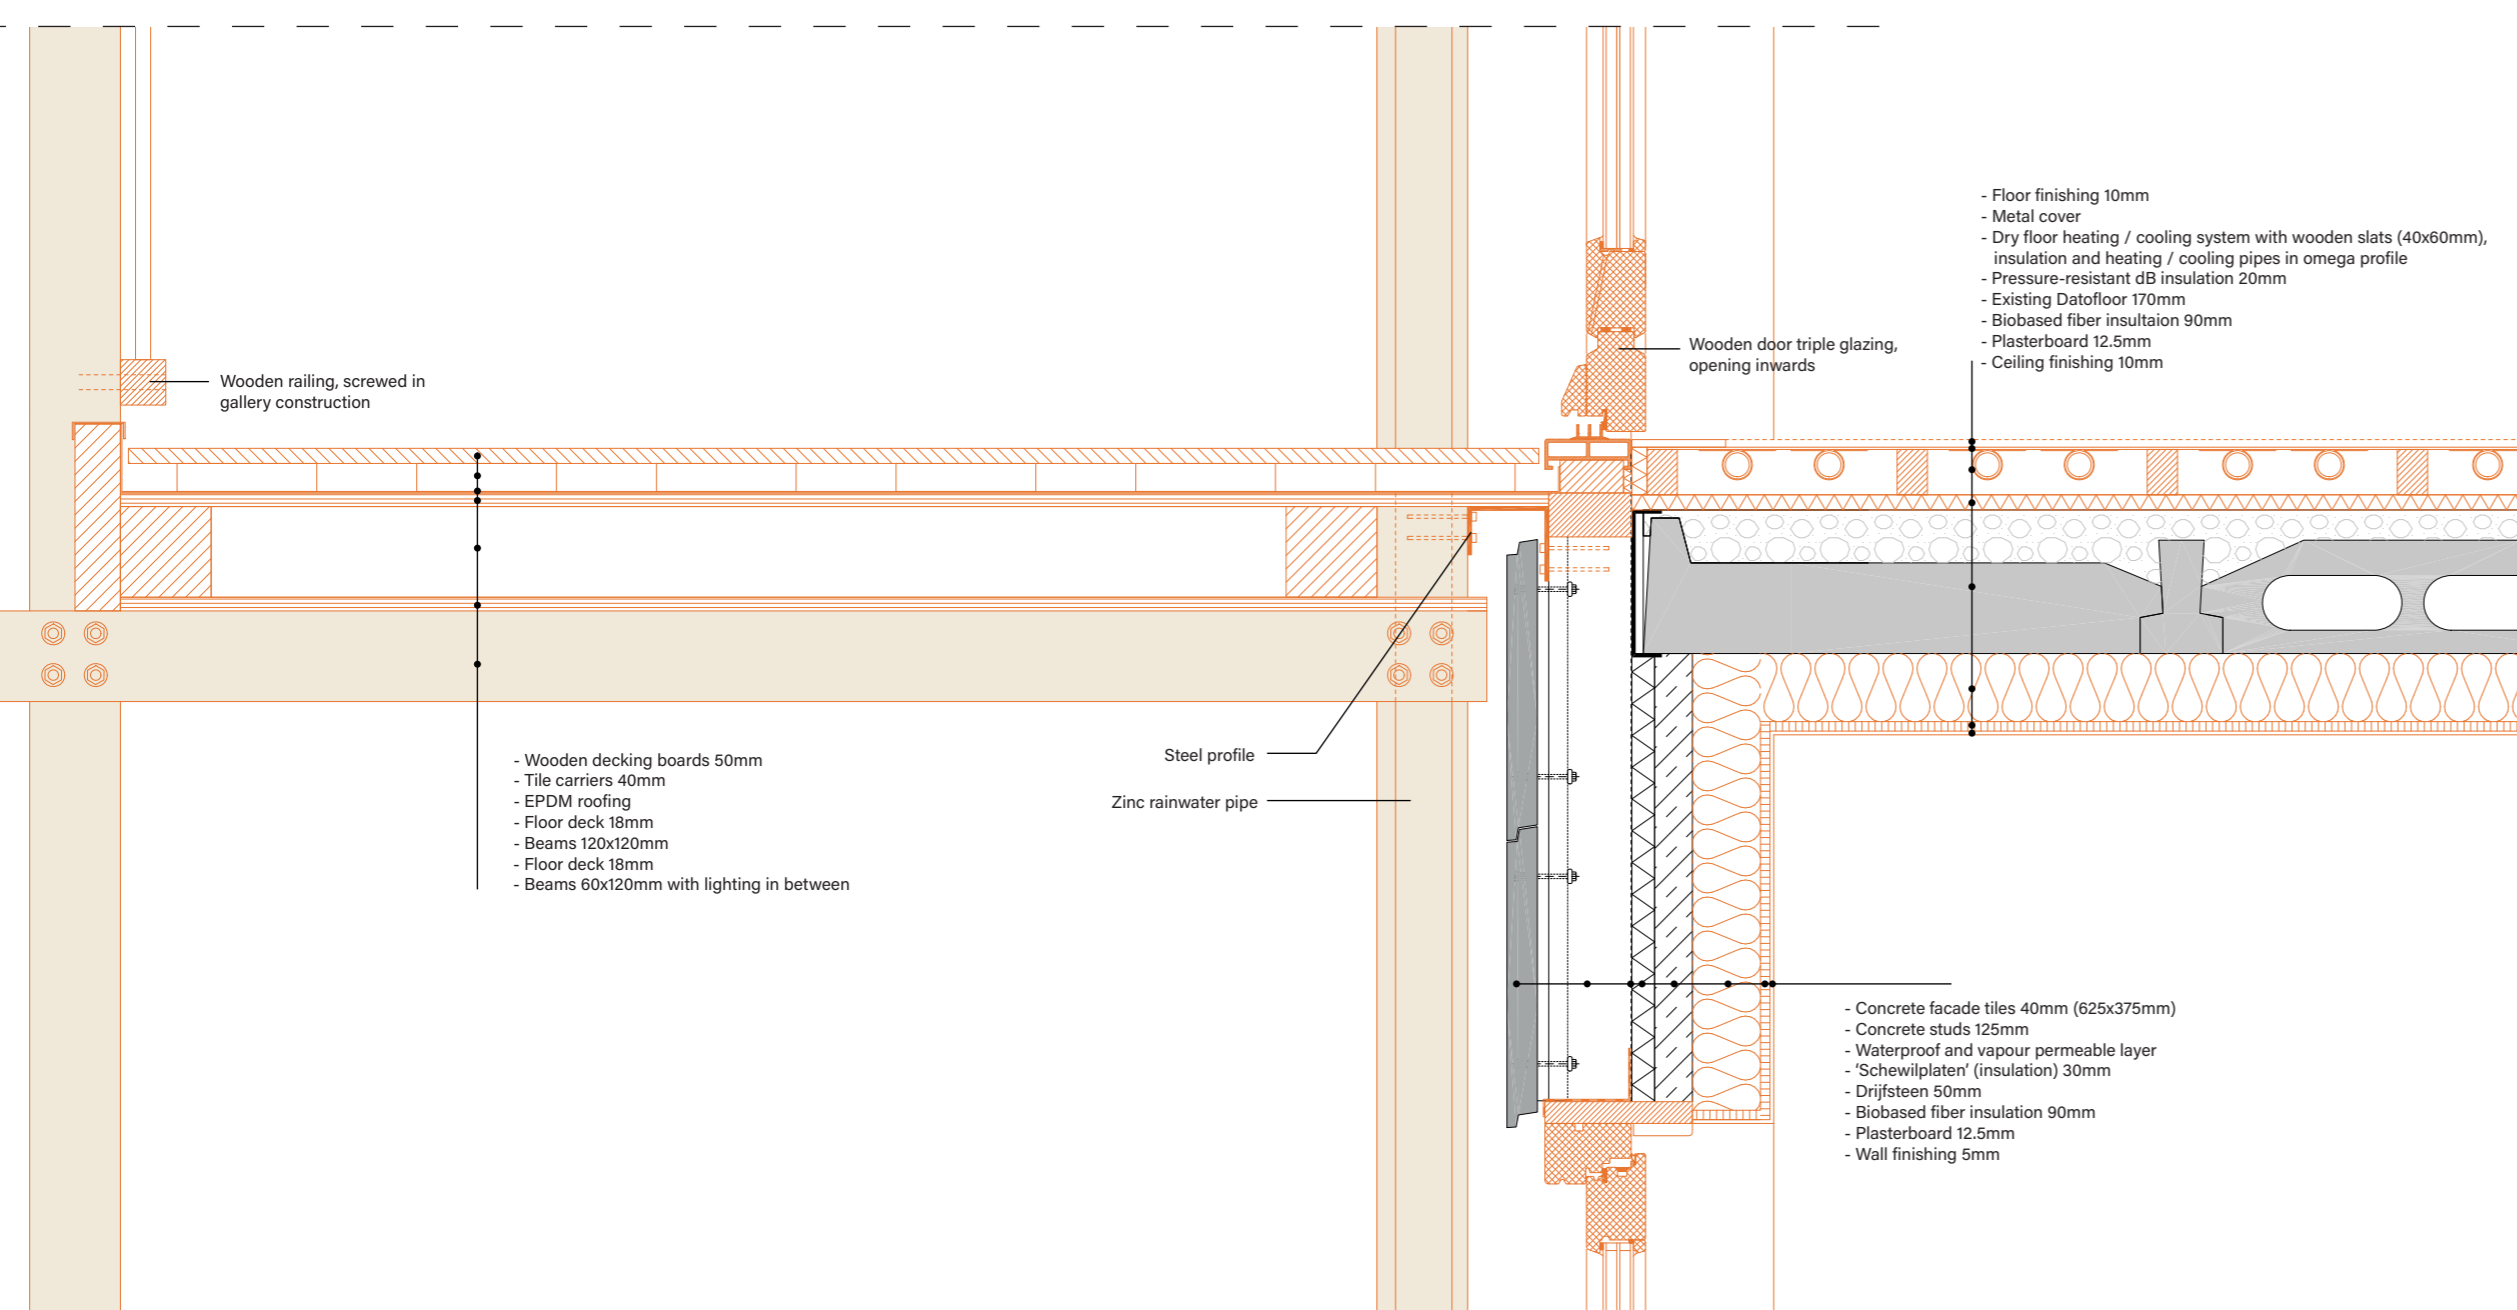 - Floor finishing 10mm
- Metal cover
- Dry floor heating / cooling system with wooden slats (40x60mm),
insulation and heating / cooling pipes in omega profile
- Pressure-resistant dB insulation 20mm
- Existing Datofloor 170mm
- Biobased fiber insultaion 90mm
- Plasterboard 12.5mm
- Ceiling finishing 10mm
Wooden door triple glazing,
opening inwards
Wooden railing, screwed in
gallery construction
Steel profile
Zinc rainwater pipe
- Wooden decking boards 50mm
- Tile carriers 40mm
- EPDM roofing
- Floor deck 18mm
- Beams 120x120mm
- Floor deck 18mm
- Beams 60x120mm with lighting in between
- Concrete facade tiles 40mm (625x375mm)
- Concrete studs 125mm
- Waterproof and vapour permeable layer
- ‘Schewilplaten’ (insulation) 30mm
- Drijfsteen 50mm
- Biobased fiber insulation 90mm
- Plasterboard 12.5mm
- Wall finishing 5mm